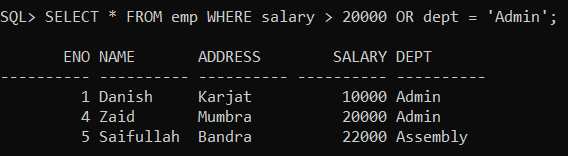 SQL> SELECT * FROM emp WHERE salary > 20000 OR dept = 'Admin';
       ENO NAME       ADDRESS        SALARY DEPT
---------- ---------- ---------- ---------- ----------
         1 Danish     Karjat          10000 Admin
         4 Zaid       Mumbra          20000 Admin
         5 Saifullah  Bandra          22000 Assembly